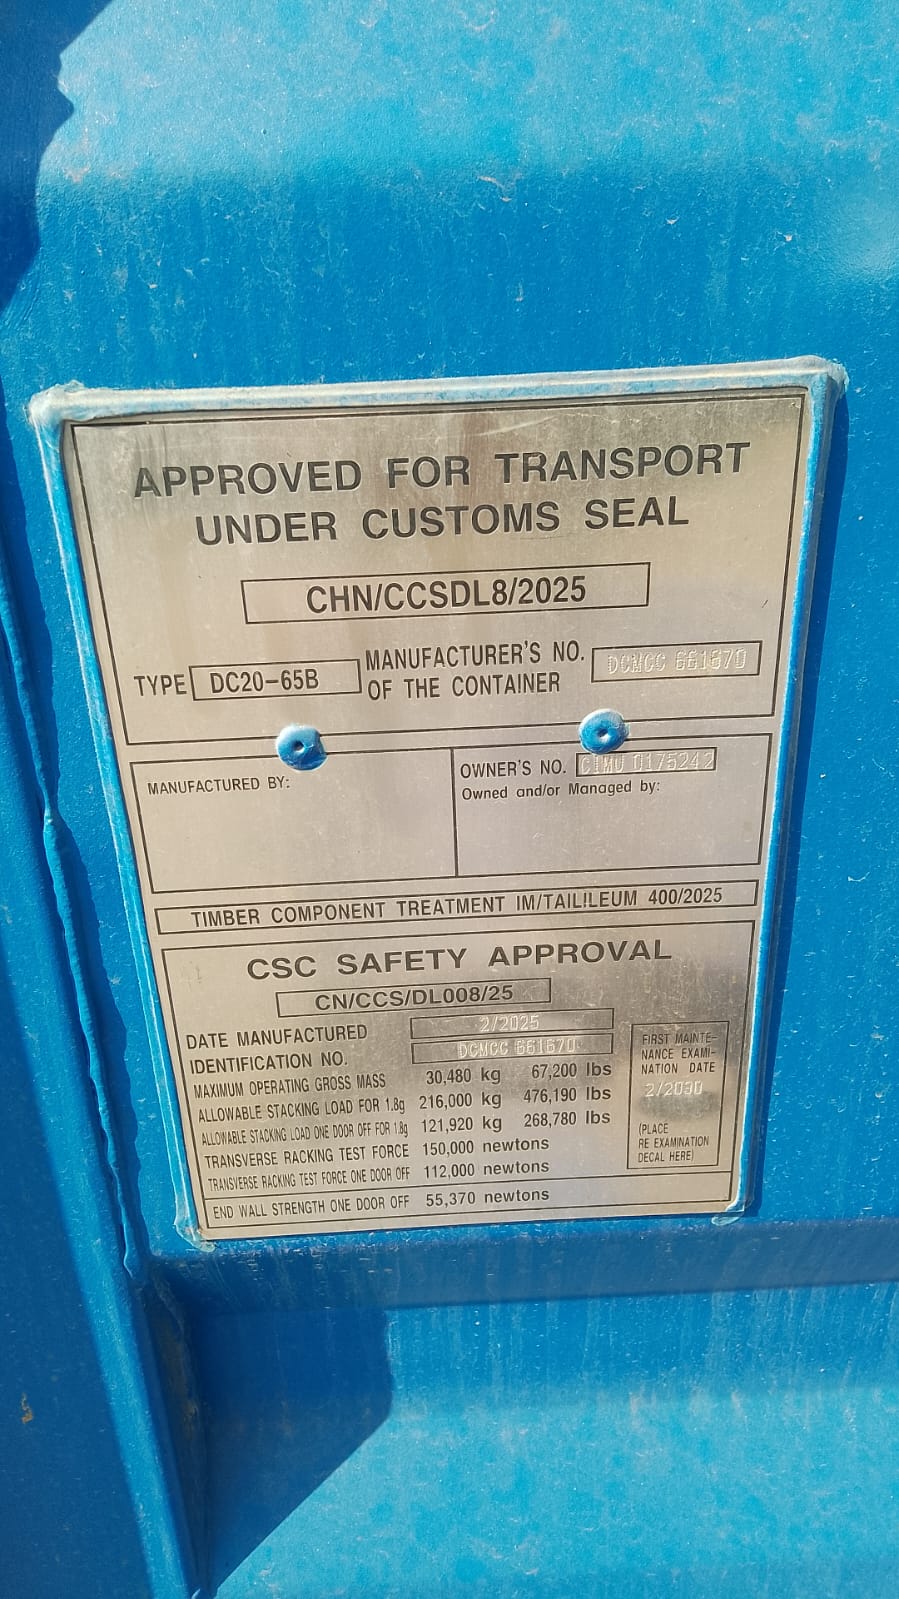 APPROVED FOR TRANSPORT
UNDER CUSTOMS SEAL
CHN/CCSDL8/2025
TYPE DC20-65B
MANUFACTURER'S NO.
OF THE CONTAINER
DCMCC 661670
MANUFACTURED BY:
OWNER'S NO. CIMU 0175242
Owned and/or Managed by:
TIMBER COMPONENT TREATMENT IM/TAILILEUM 400/2025
CSC SAFETY APPROVAL
CN/CCS/DL008/25
DATE MANUFACTURED 2/2025
IDENTIFICATION NO. DCMCC 661670
MAXIMUM OPERATING GROSS MASS 30,480 kg 67,200 lbs
ALLOWABLE STACKING LOAD FOR 1.8g 216,000 kg 476,190 lbs
ALLOWABLE STACKING LOAD ONE DOOR OFF FOR 1.8g 121,920 kg 268,780 lbs
TRANSVERSE RACKING TEST FORCE 150,000 newtons
TRANSVERSE RACKING TEST FORCE ONE DOOR OFF 112,000 newtons
END WALL STRENGTH ONE DOOR OFF 55,370 newtons
FIRST MAINTE-
NANCE EXAMI-
NATION DATE
2/2030
(PLACE
RE EXAMINATION
DECAL HERE)